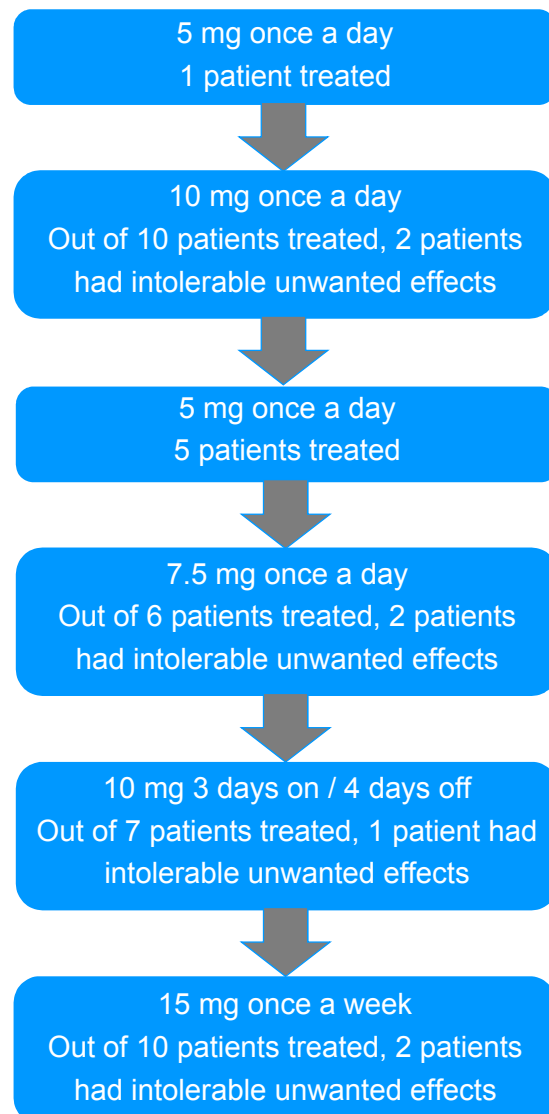 5 mg once a day
1 patient treated
10 mg once a day
Out of 10 patients treated, 2 patients
had intolerable unwanted effects
5 mg once a day
5 patients treated
7.5 mg once a day
Out of 6 patients treated, 2 patients
had intolerable unwanted effects
10 mg 3 days on / 4 days off
Out of 7 patients treated, 1 patient had
intolerable unwanted effects
15 mg once a week
Out of 10 patients treated, 2 patients
had intolerable unwanted effects